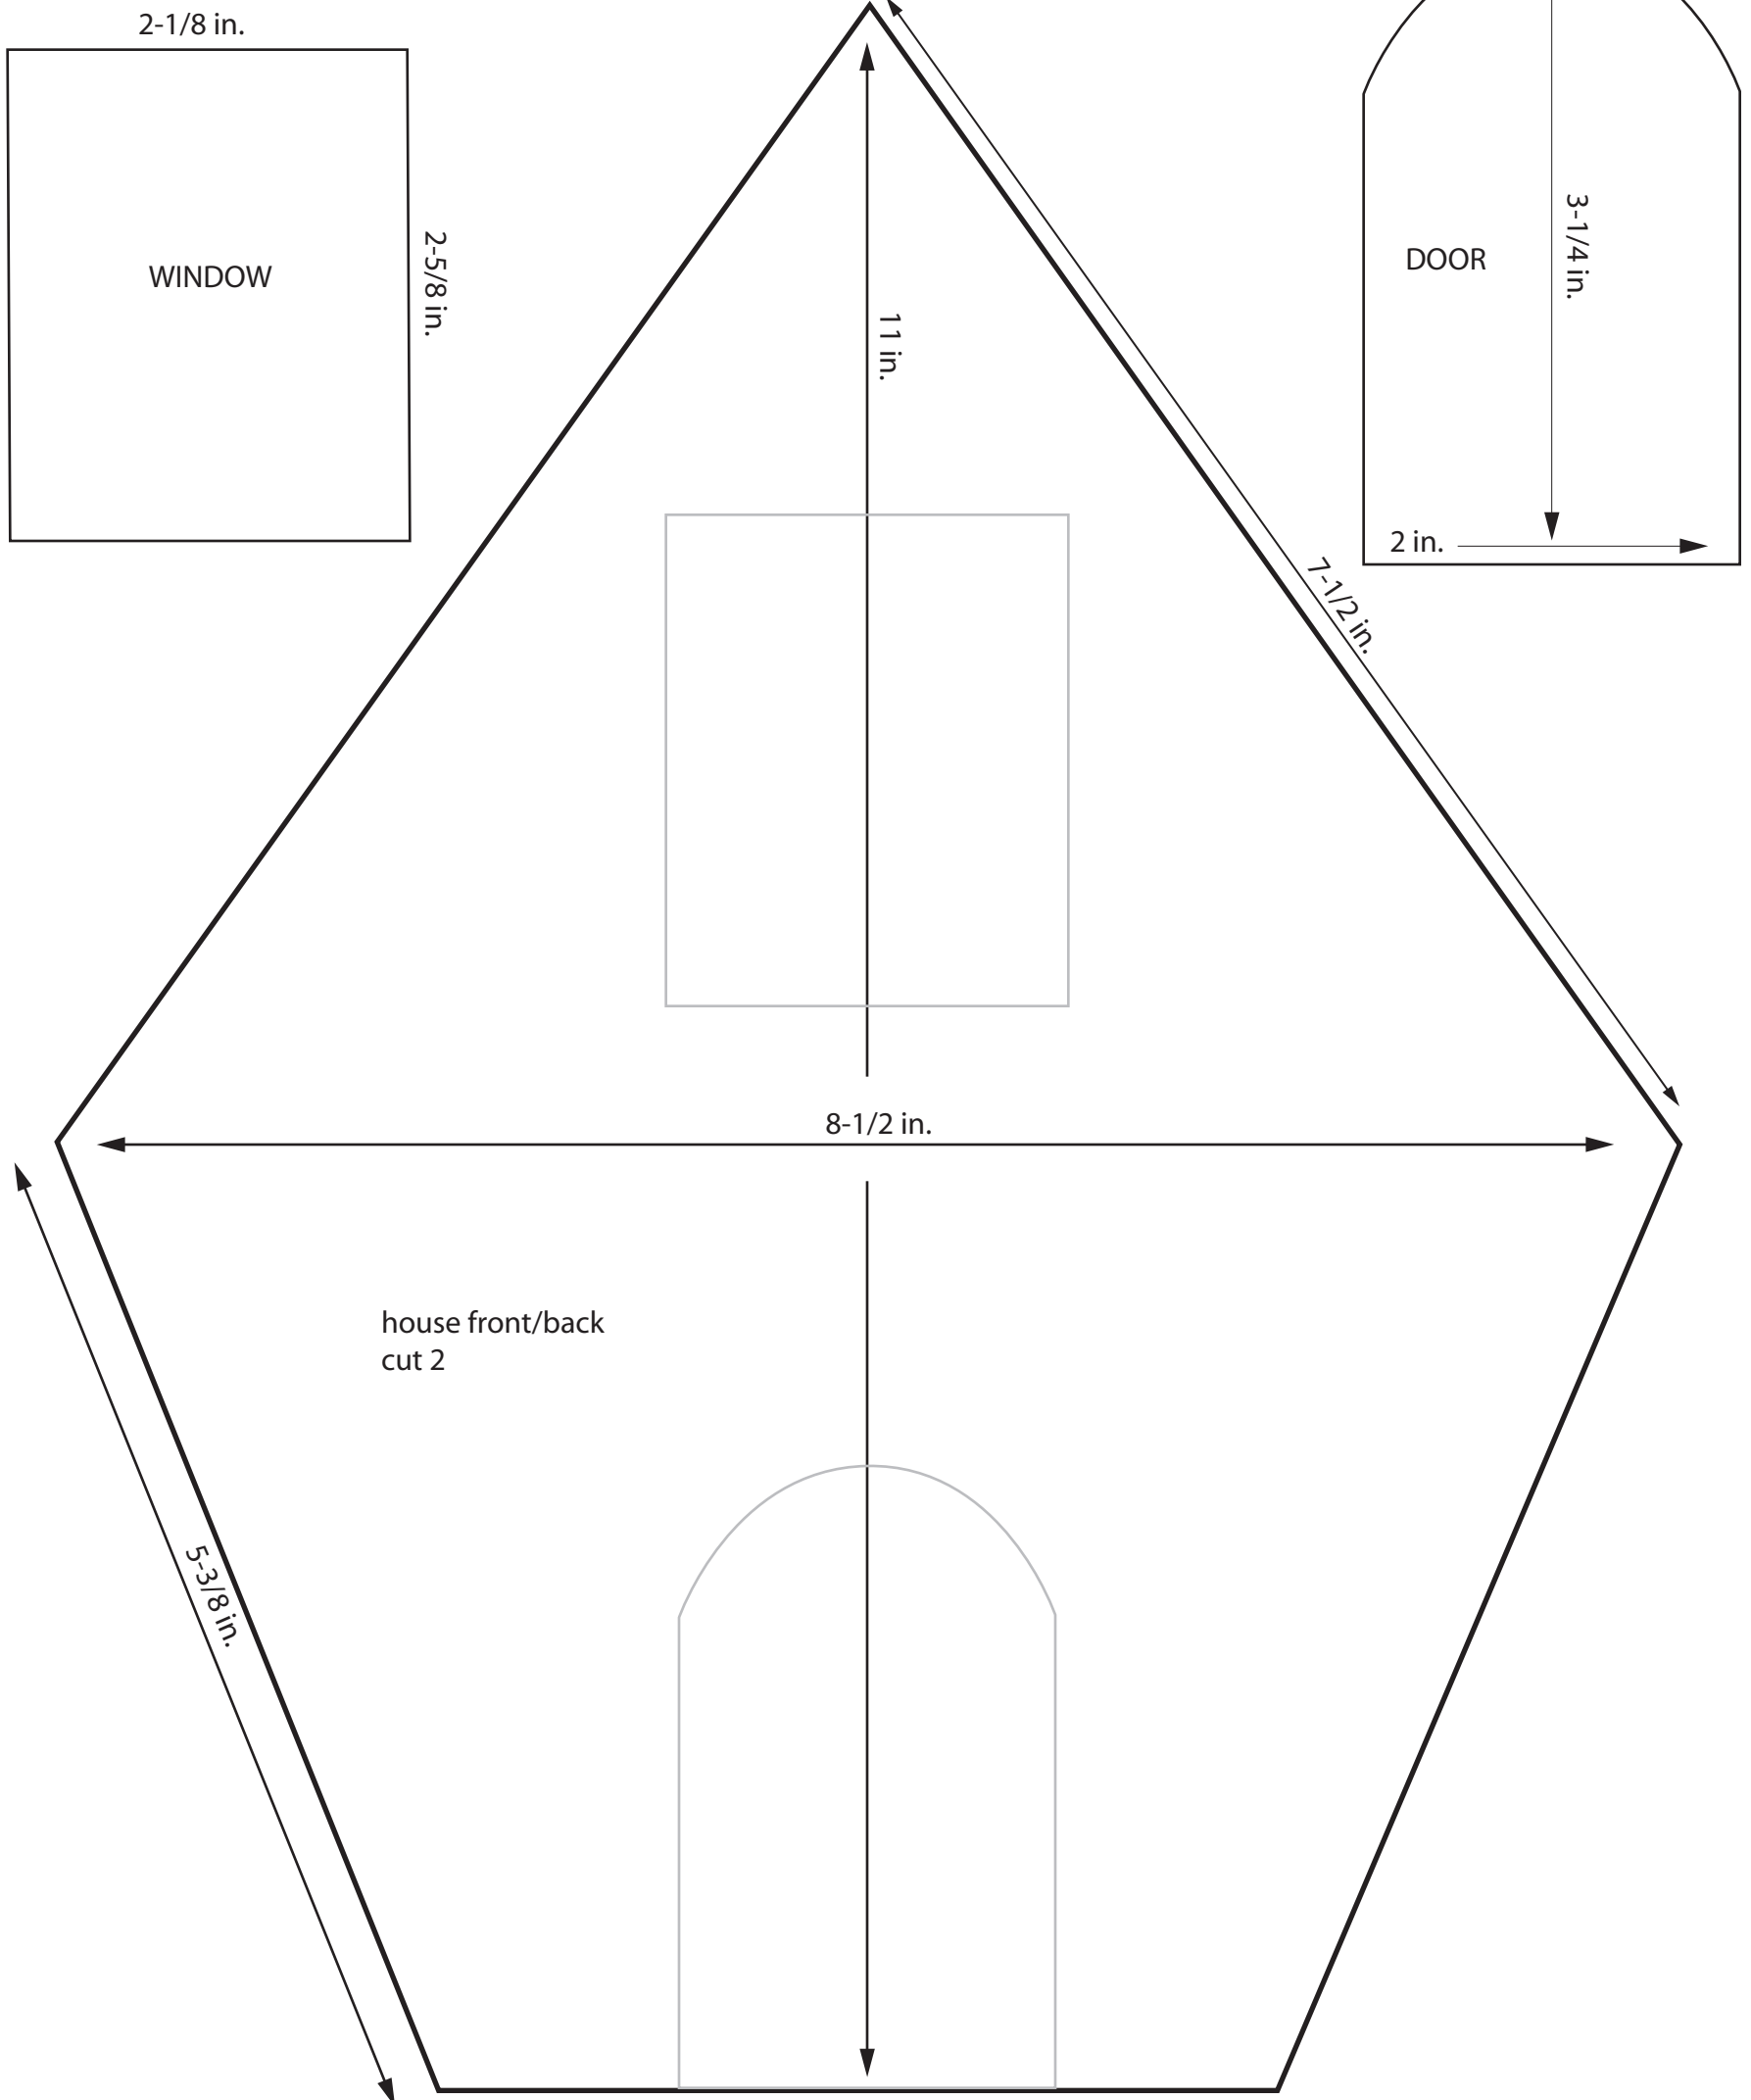 2-1/8 in.
WINDOW
2-5/8 in.
11 in.
DOOR
3-1/4 in.
2 in.
7-1/2 in.
8-1/2 in.
house front/back
cut 2
5-3/8 in.